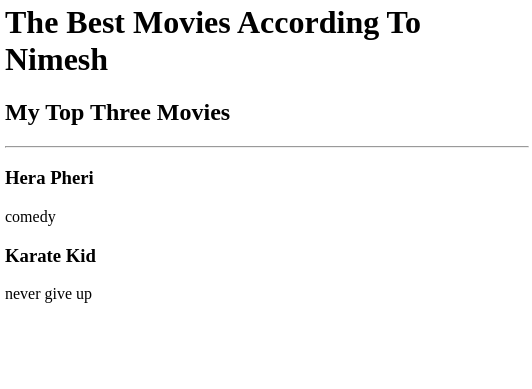 The Best Movies According To
Nimesh
My Top Three Movies
Hera Pheri
comedy
Karate Kid
never give up